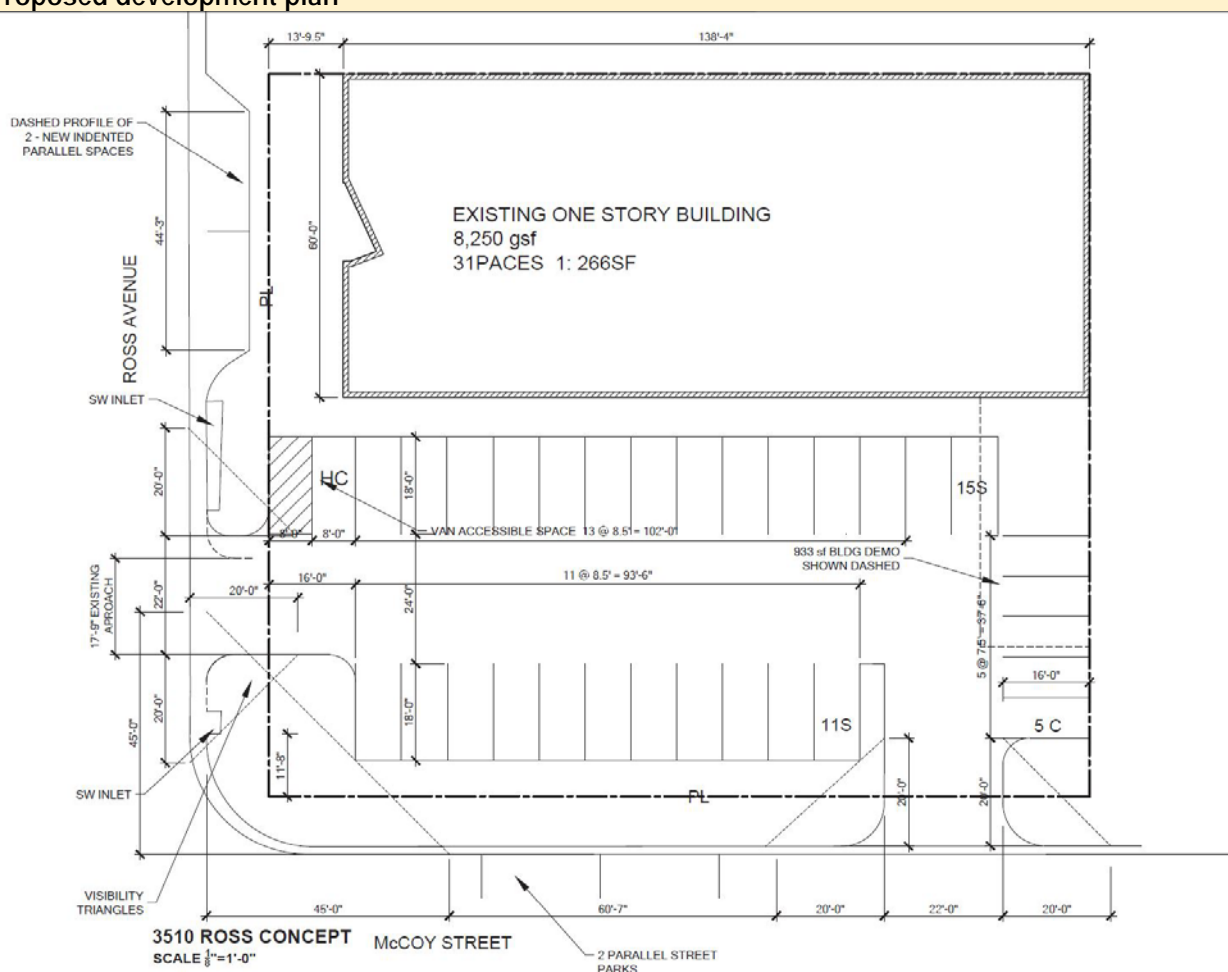 roposed development plan
13'-9.5"
138'-4"
DASHED PROFILE OF
2 - NEW INDENTED
PARALLEL SPACES
44'-3"
60'-0"
EXISTING ONE STORY BUILDING
8,250 gsf
31PACES 1: 266SF
ROSS AVENUE
PL
SW INLET
20'-0"
HC
18'-0"
15S
8'-0"
8'-0"
VAN ACCESSIBLE SPACE 13 @ 8.5'= 102'-0"
933 sf BLDG DEMO
SHOWN DASHED
16'-0"
11 @ 8.5' = 93'-6"
17'-9" EXISTING
APROACH
22'-0"
20'-0"
24'-0"
5 @ 7.5' = 37'-6"
16'-0"
45'-0"
20'-0"
18'-0"
11S
5 C
11'-8"
SW INLET
PL
20'-0"
20'-0"
VISIBILITY
TRIANGLES
45'-0"
60'-7"
20'-0"
22'-0"
20'-0"
3510 ROSS CONCEPT
McCOY STREET
SCALE 1/8"=1'-0"
2 PARALLEL STREET
PARKS